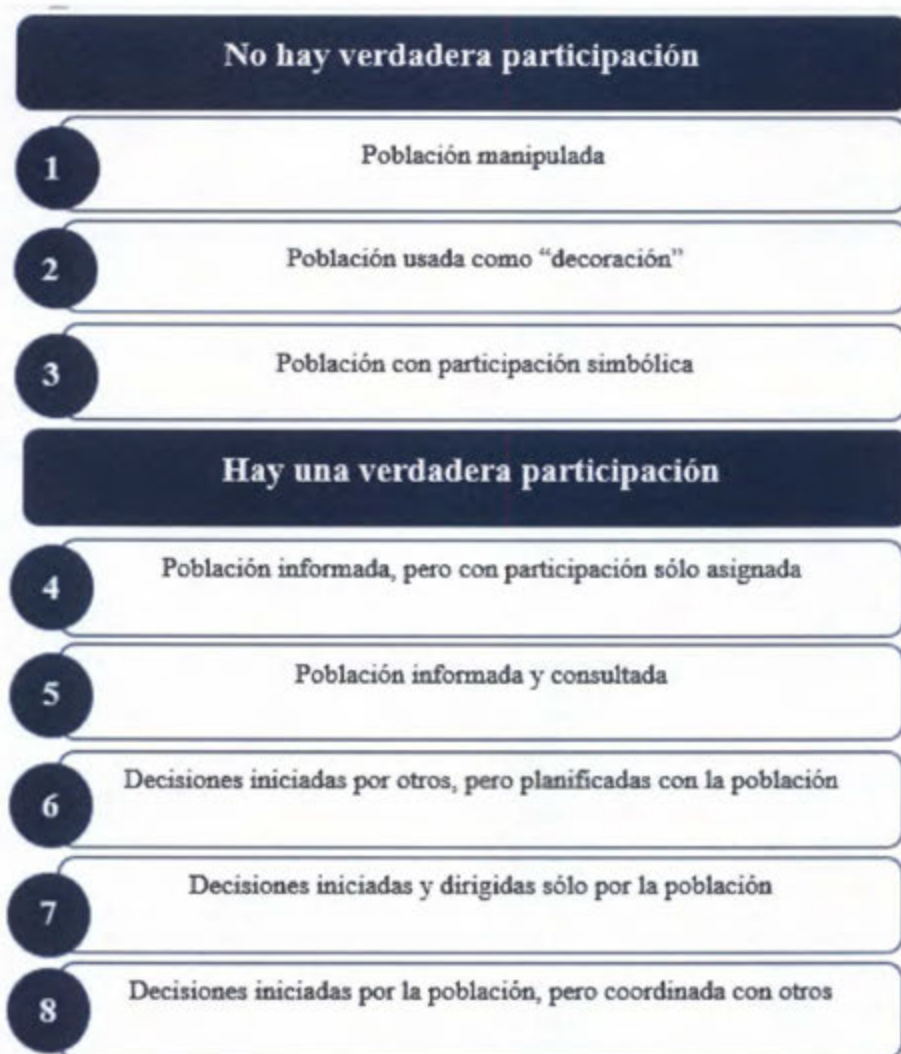 No hay verdadera participación
1
Población manipulada
2
Población usada como “decoración”
3
Población con participación simbólica
Hay una verdadera participación
4
Población informada, pero con participación sólo asignada
5
Población informada y consultada
6
Decisiones iniciadas por otros, pero planificadas con la población
7
Decisiones iniciadas y dirigidas sólo por la población
8
Decisiones iniciadas por la población, pero coordinada con otros